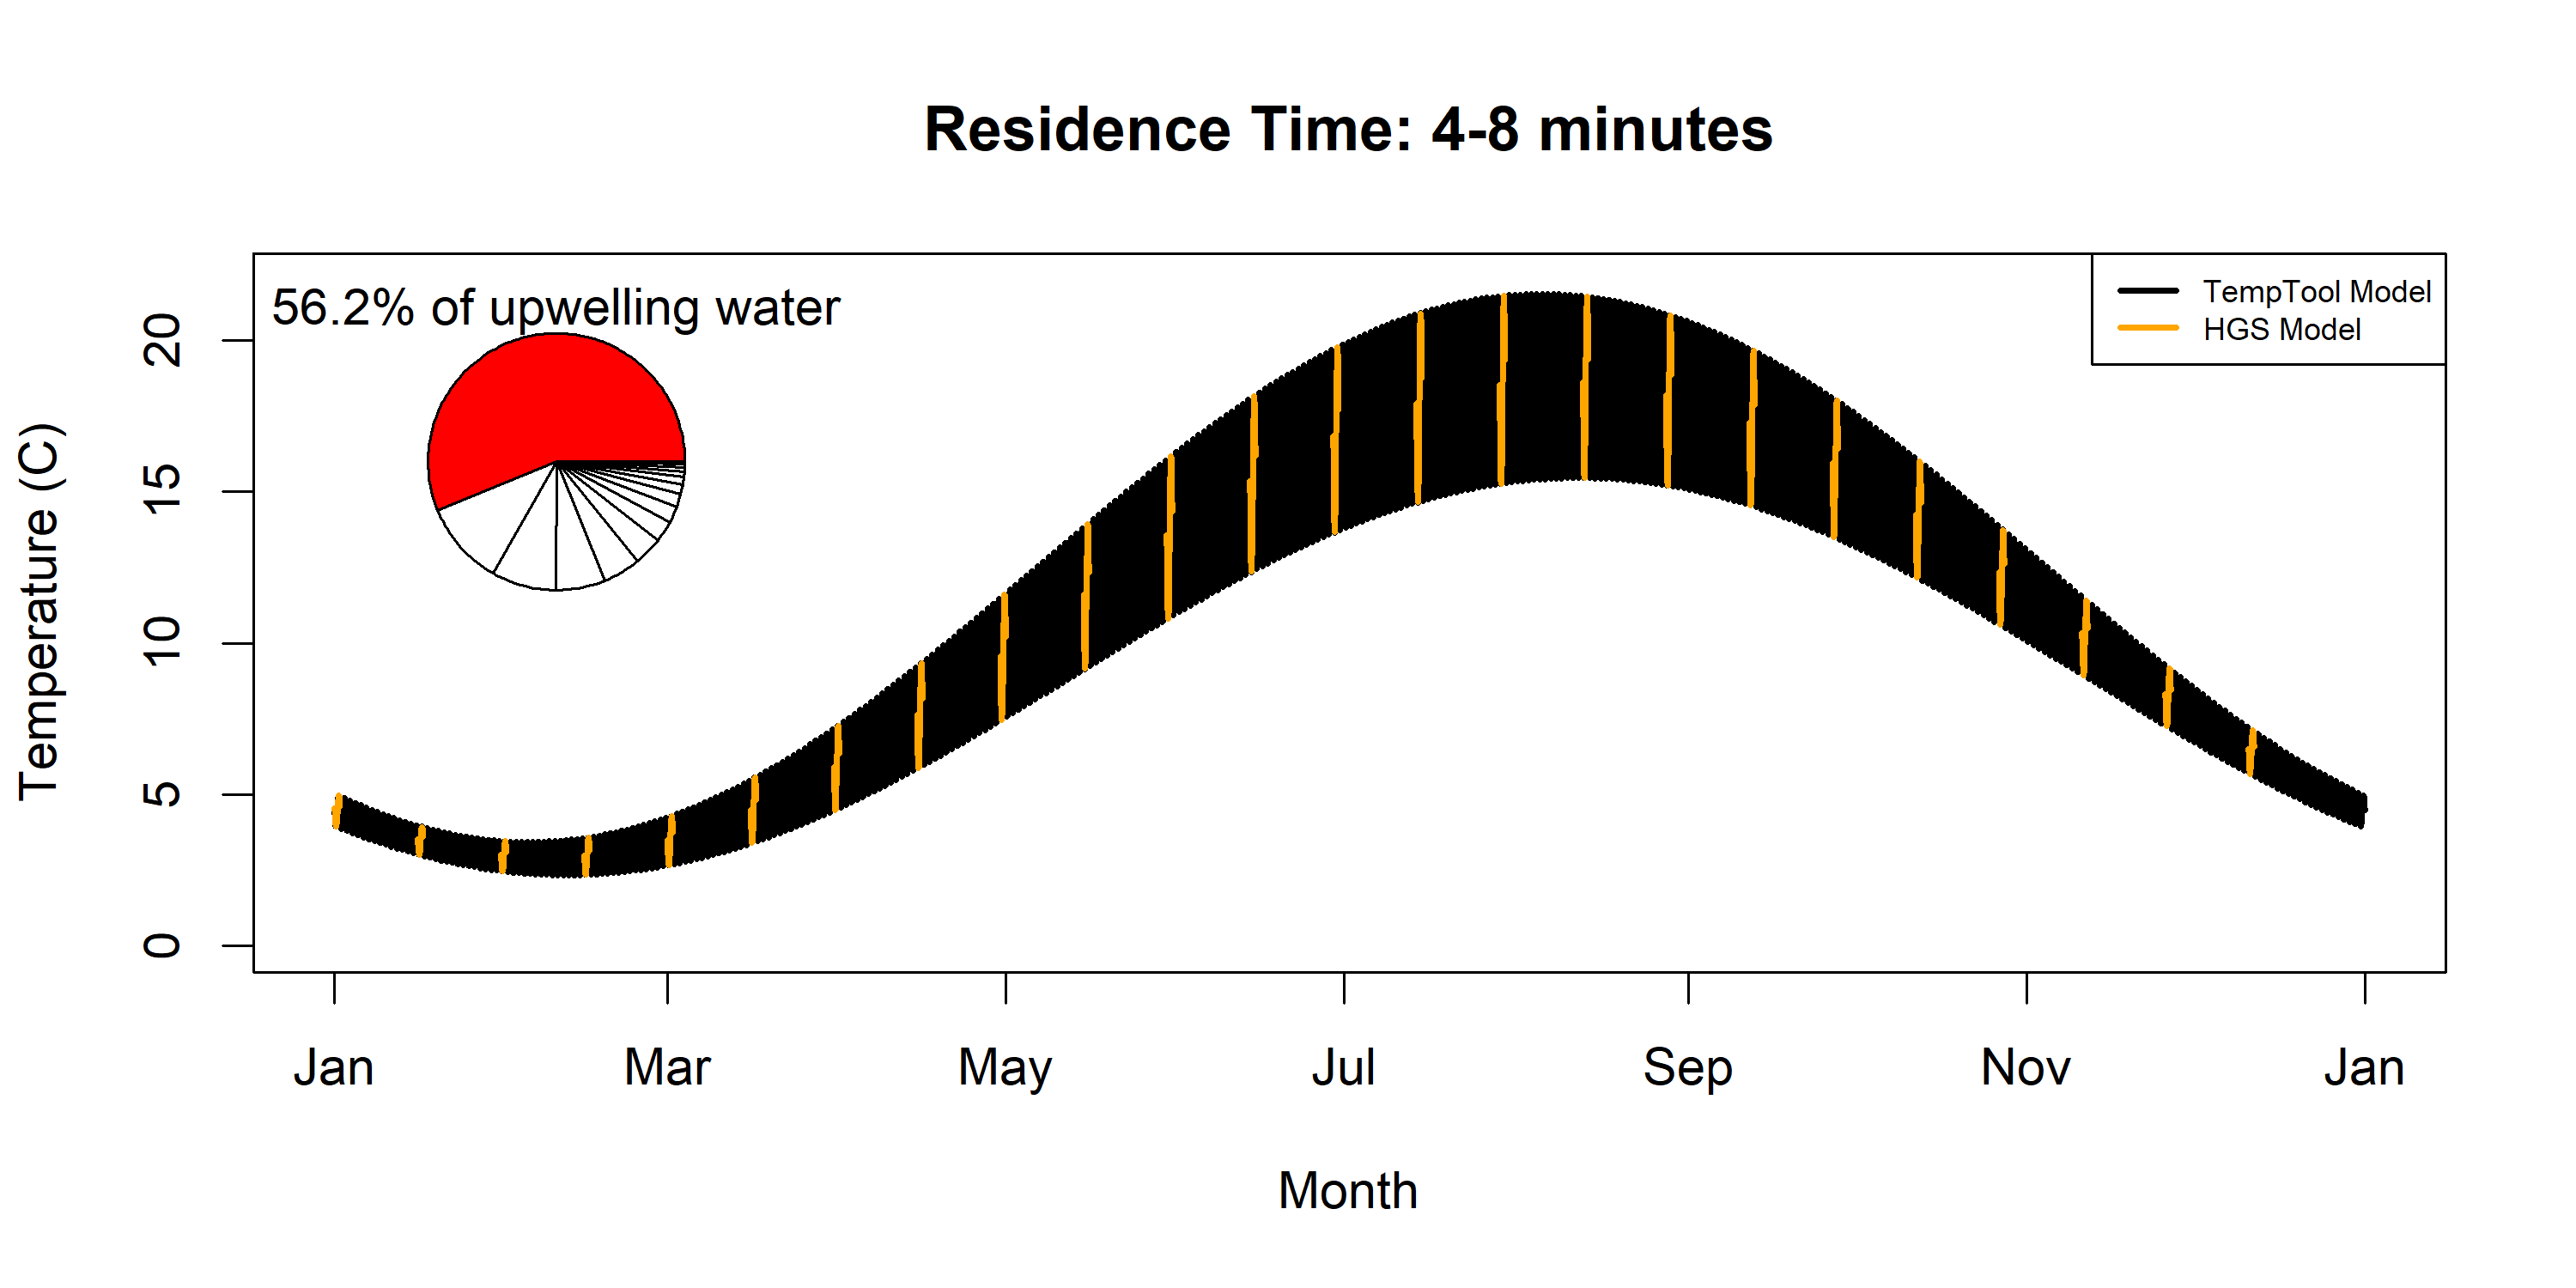 Residence Time: 4-8 minutes
56.2% of upwelling water
TempTool Model
HGS Model
Temperature (C)
20
15
10
5
0
Jan Mar May Jul Sep Nov Jan
Month